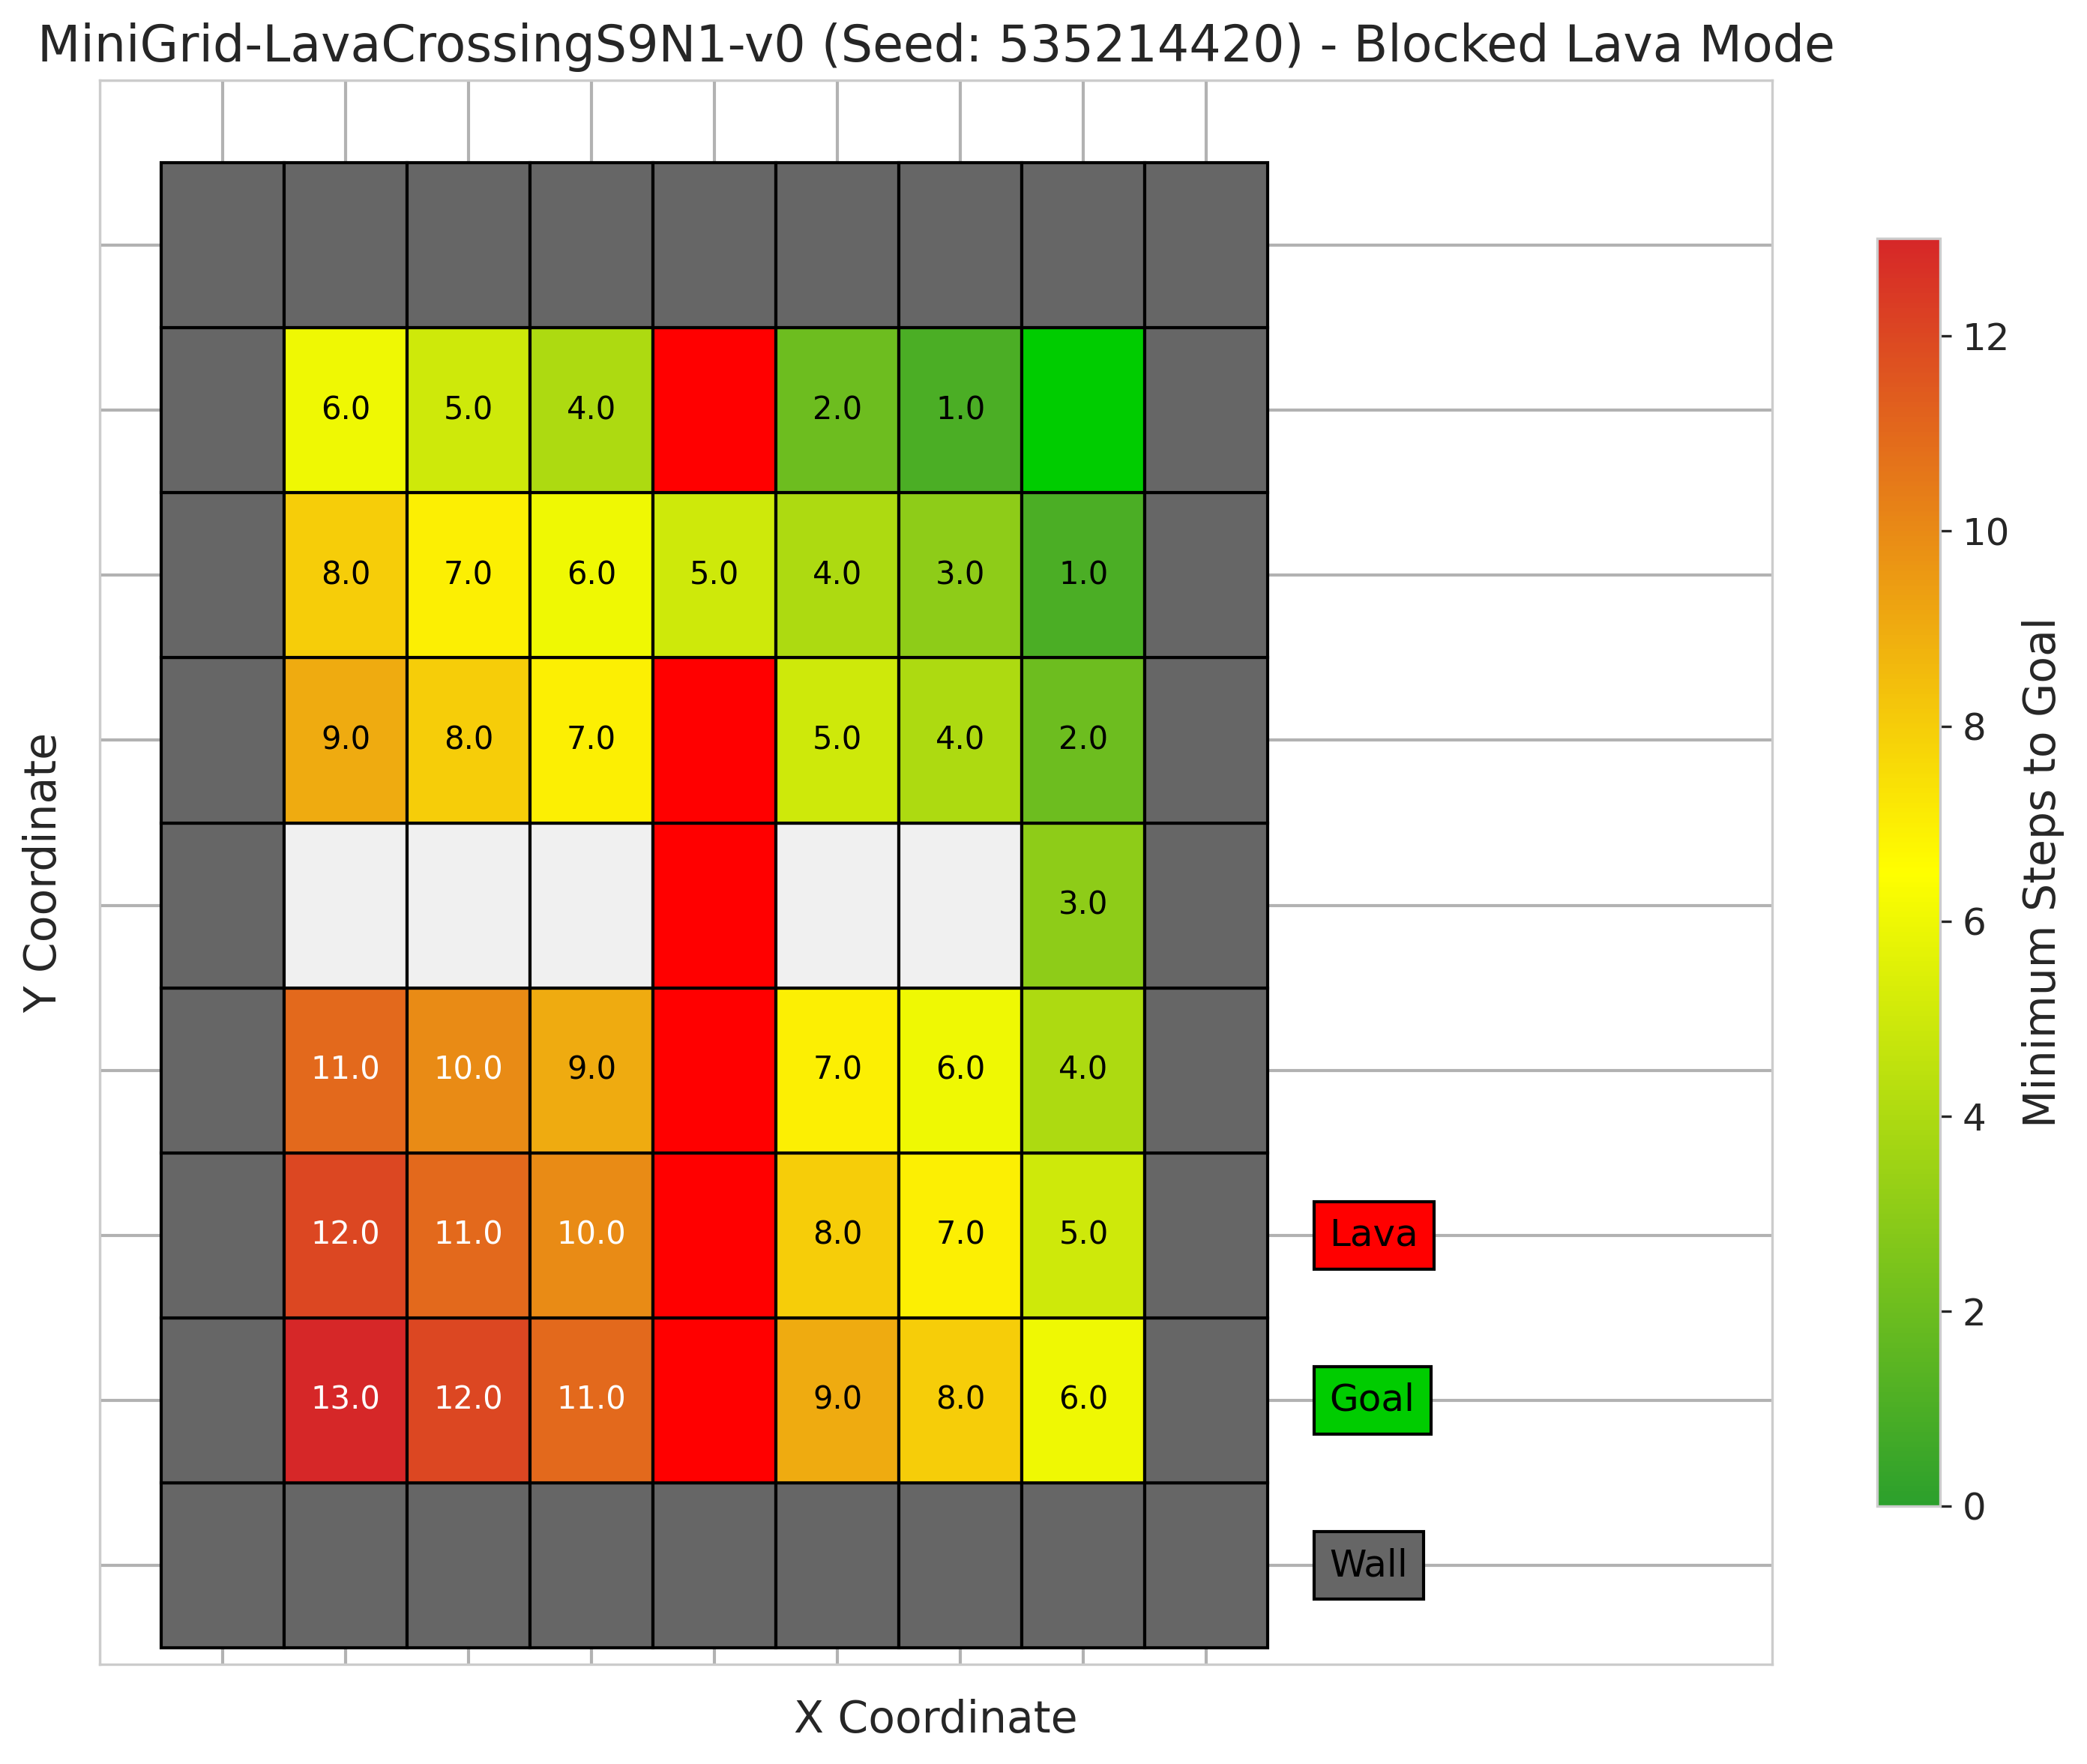 MiniGrid-LavaCrossingS9N1-v0 (Seed: 535214420) - Blocked Lava Mode
6.0 5.0 4.0 2.0 1.0
8.0 7.0 6.0 5.0 4.0 3.0 1.0
9.0 8.0 7.0 5.0 4.0 2.0
3.0
11.0 10.0 9.0 7.0 6.0 4.0
12.0 11.0 10.0 8.0 7.0 5.0
13.0 12.0 11.0 9.0 8.0 6.0
Lava
Goal
Wall
X Coordinate
Y Coordinate
12
10
8
6
4
2
0
Minimum Steps to Goal